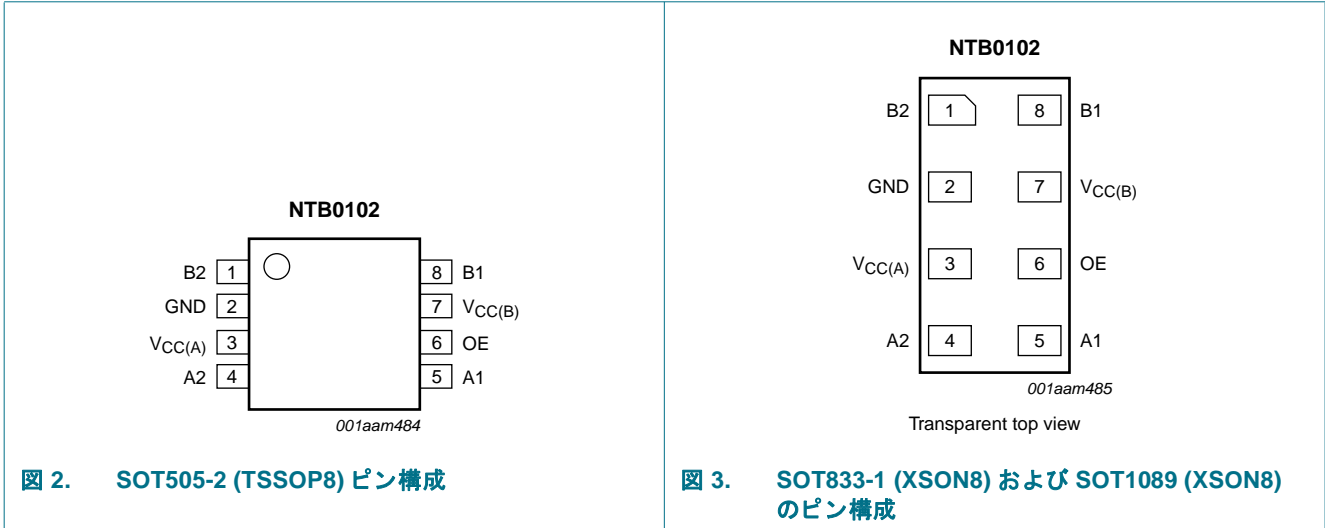 NTB0102
B2 1 8 B1
GND 2 7 VCC(B)
VCC(A) 3 6 OE
A2 4 5 A1
001aam484
図 2. SOT505-2 (TSSOP8) ピン構成
NTB0102
B2 1 8 B1
GND 2 7 VCC(B)
VCC(A) 3 6 OE
A2 4 5 A1
001aam485
Transparent top view
図 3. SOT833-1 (XSON8) および SOT1089 (XSON8)
のピン構成